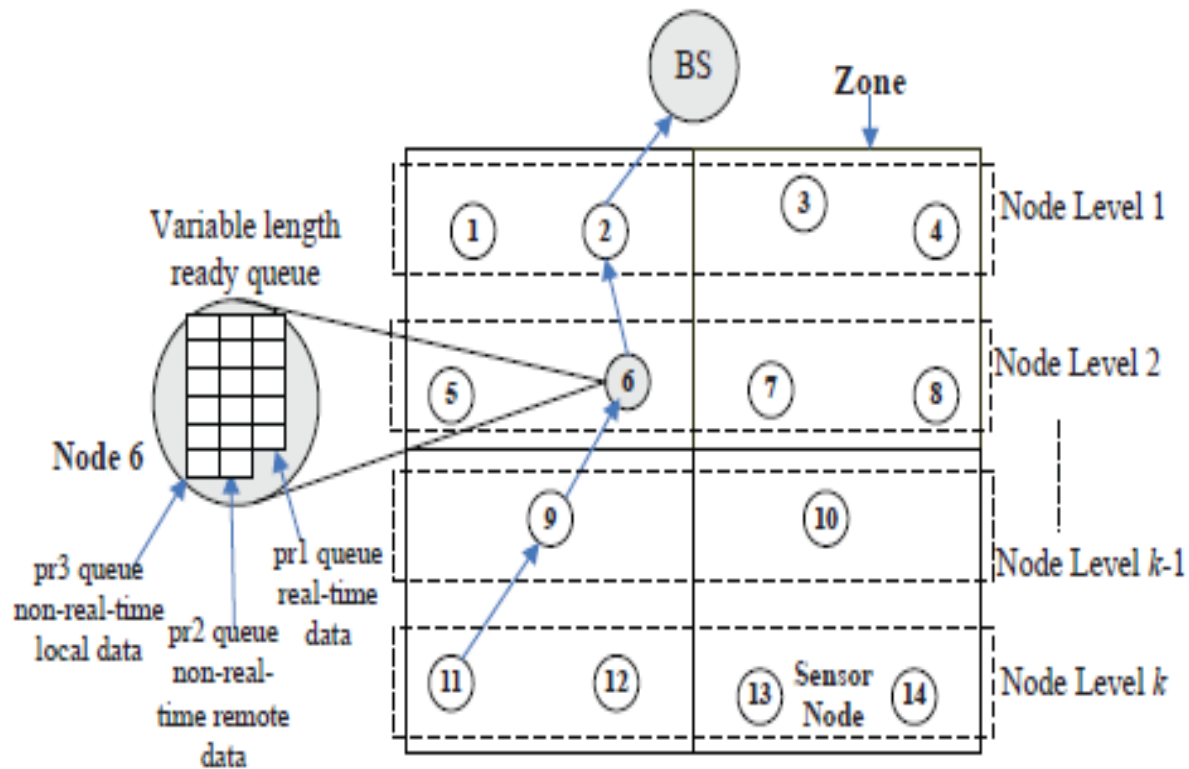 BS
Zone
Node Level 1
3
1
2
4
Variable length
ready queue
Node Level 2
5
6
7
8
Node 6
9
10
Node Level k-1
pr3 queue
non-real-time
local data
pr2 queue
non-real-
time remote
data
pr1 queue
real-time
data
11
12
13
Sensor
Node
14
Node Level k